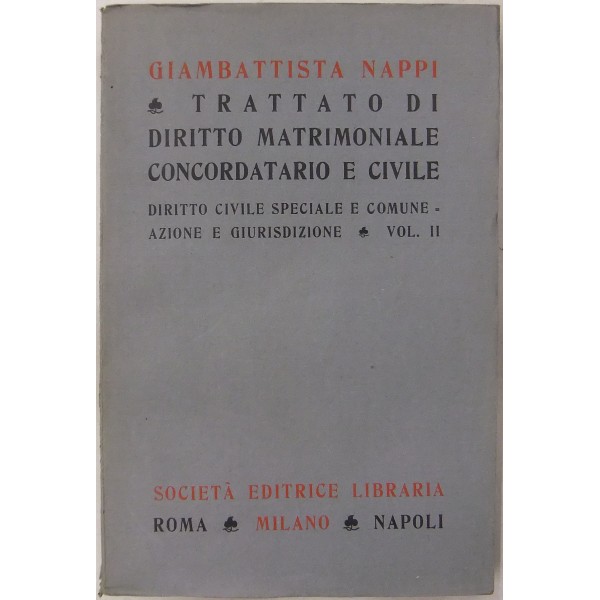 GIAMBATTISTA NAPPI
TRATTATO DI
DIRITTO MATRIMONIALE
CONCORDATARIO E CIVILE
DIRITTO CIVILE SPECIALE E COMUNE -
AZIONE E GIURISDIZIONE VOL. II
SOCIETÀ EDITRICE LIBRARIA
ROMA MILANO NAPOLI